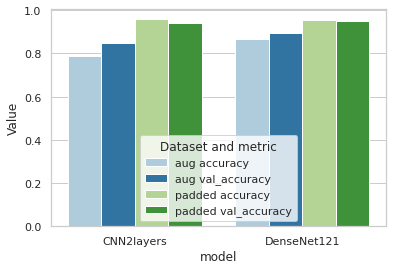 1.0
0.8
0.6
0.4
0.2
0.0
Value
Dataset and metric
aug accuracy
aug val_accuracy
padded accuracy
padded val_accuracy
CNN2layers
DenseNet121
model